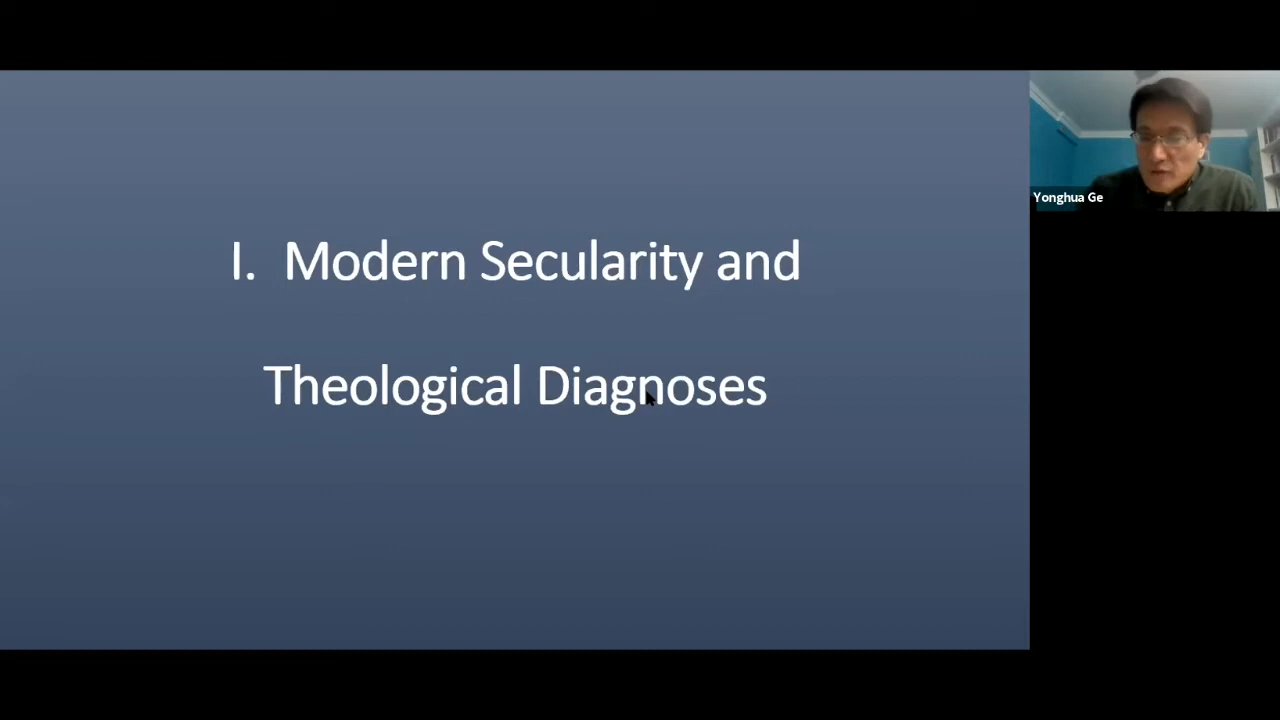 I. Modern Secularity and
Theological Diagnoses
Yonghua Ge